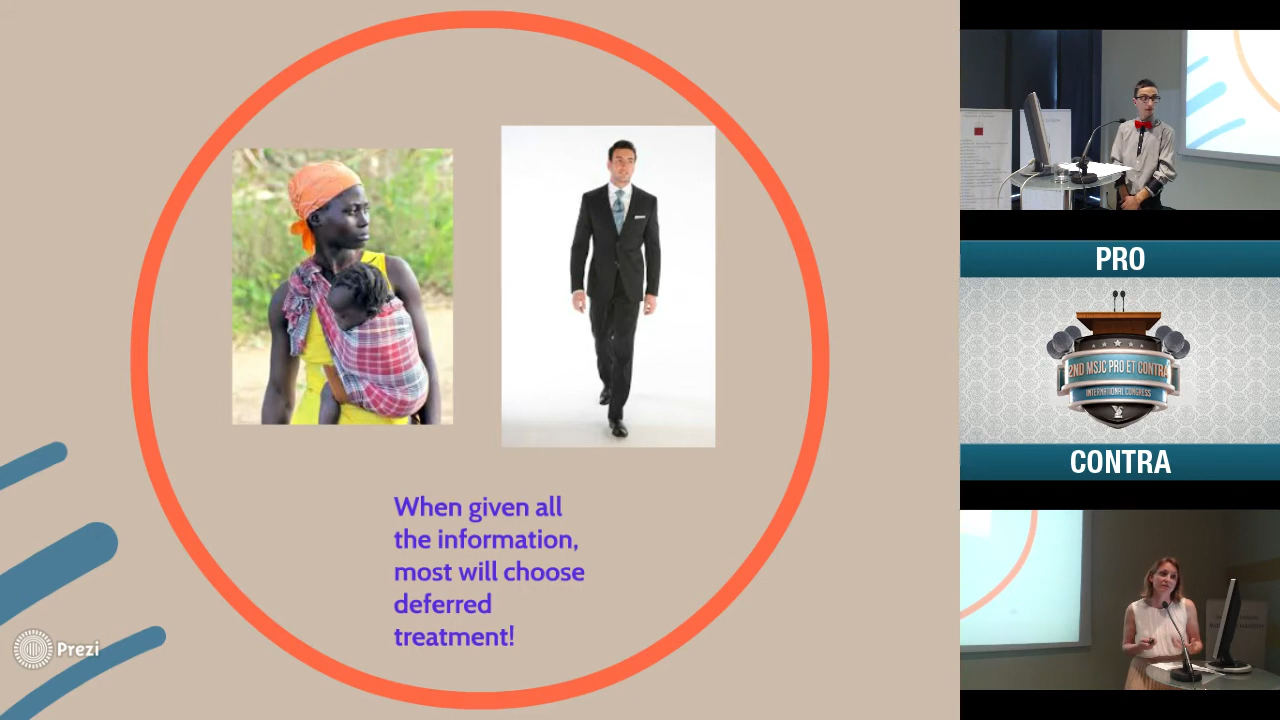 When given all
the information,
most will choose
deferred
treatment!
Prezi
PRO
2ND MSJC PRO ET CONTRA
INTERNATIONAL CONGRESS
CONTRA